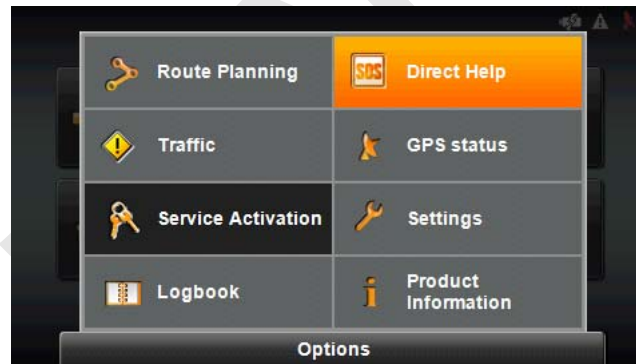 Route Planning
SOS
Direct Help
Traffic
GPS status
Service Activation
Settings
Logbook
Product
Information
Options